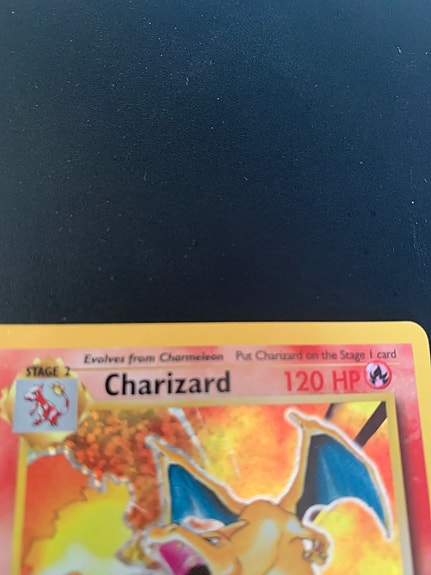 Evolves from Charmeleon Put Charizard on the Stage 1 card
STAGE 2
Charizard 120 HP